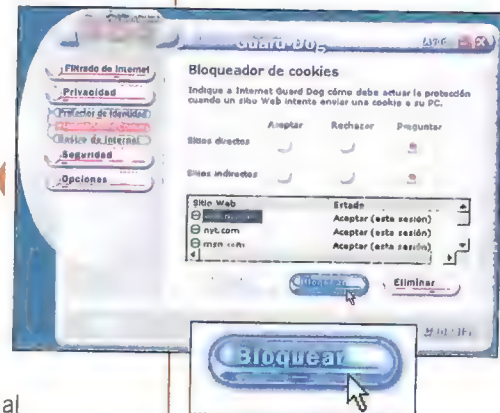 Guard-Dog
Filtrado de Internet
Privacidad
Protector de identidad
Rastro de Internet
Seguridad
Opciones
Bloqueador de cookies
Indique a Internet Guard Dog cómo debe actuar la protección
cuando un sitio Web intenta enviar una cookie a su PC.
Aceptar Rechazar Preguntar
Sitios directos
Sitios indirectos
Sitio Web Estado
Aceptar (esta sesión)
nyt.com Aceptar (esta sesión)
msn.com Aceptar (esta sesión)
Bloquear Eliminar
Bloquear
al